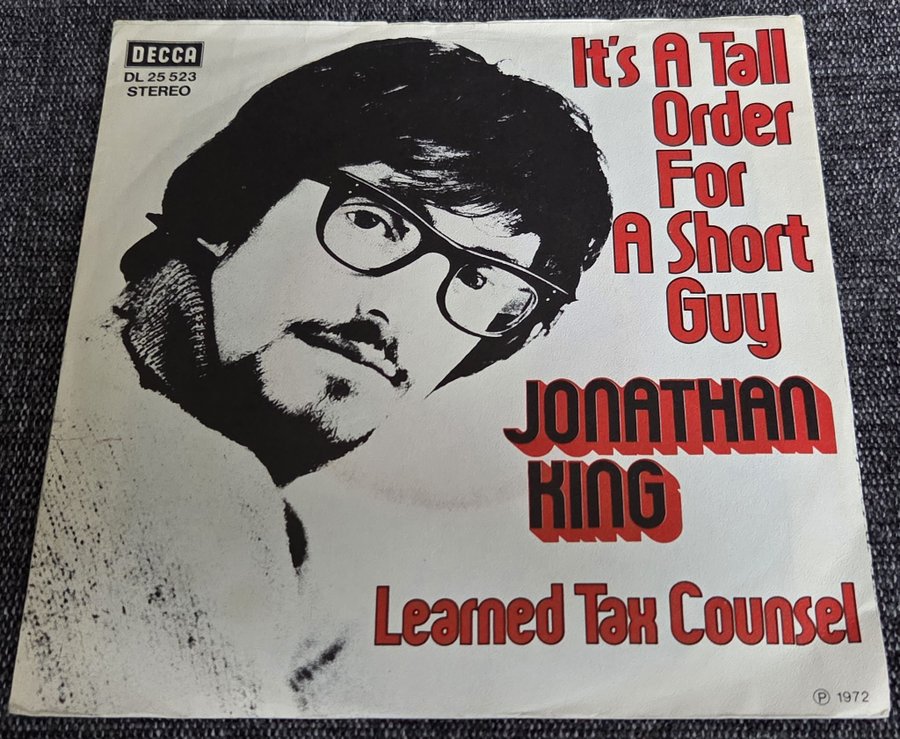 DECCA
DL 25 523
STEREO
It's A Tall
Order
For
A Short
Guy
JONATHAN
KING
Learned Tax Counsel
Ⓟ 1972